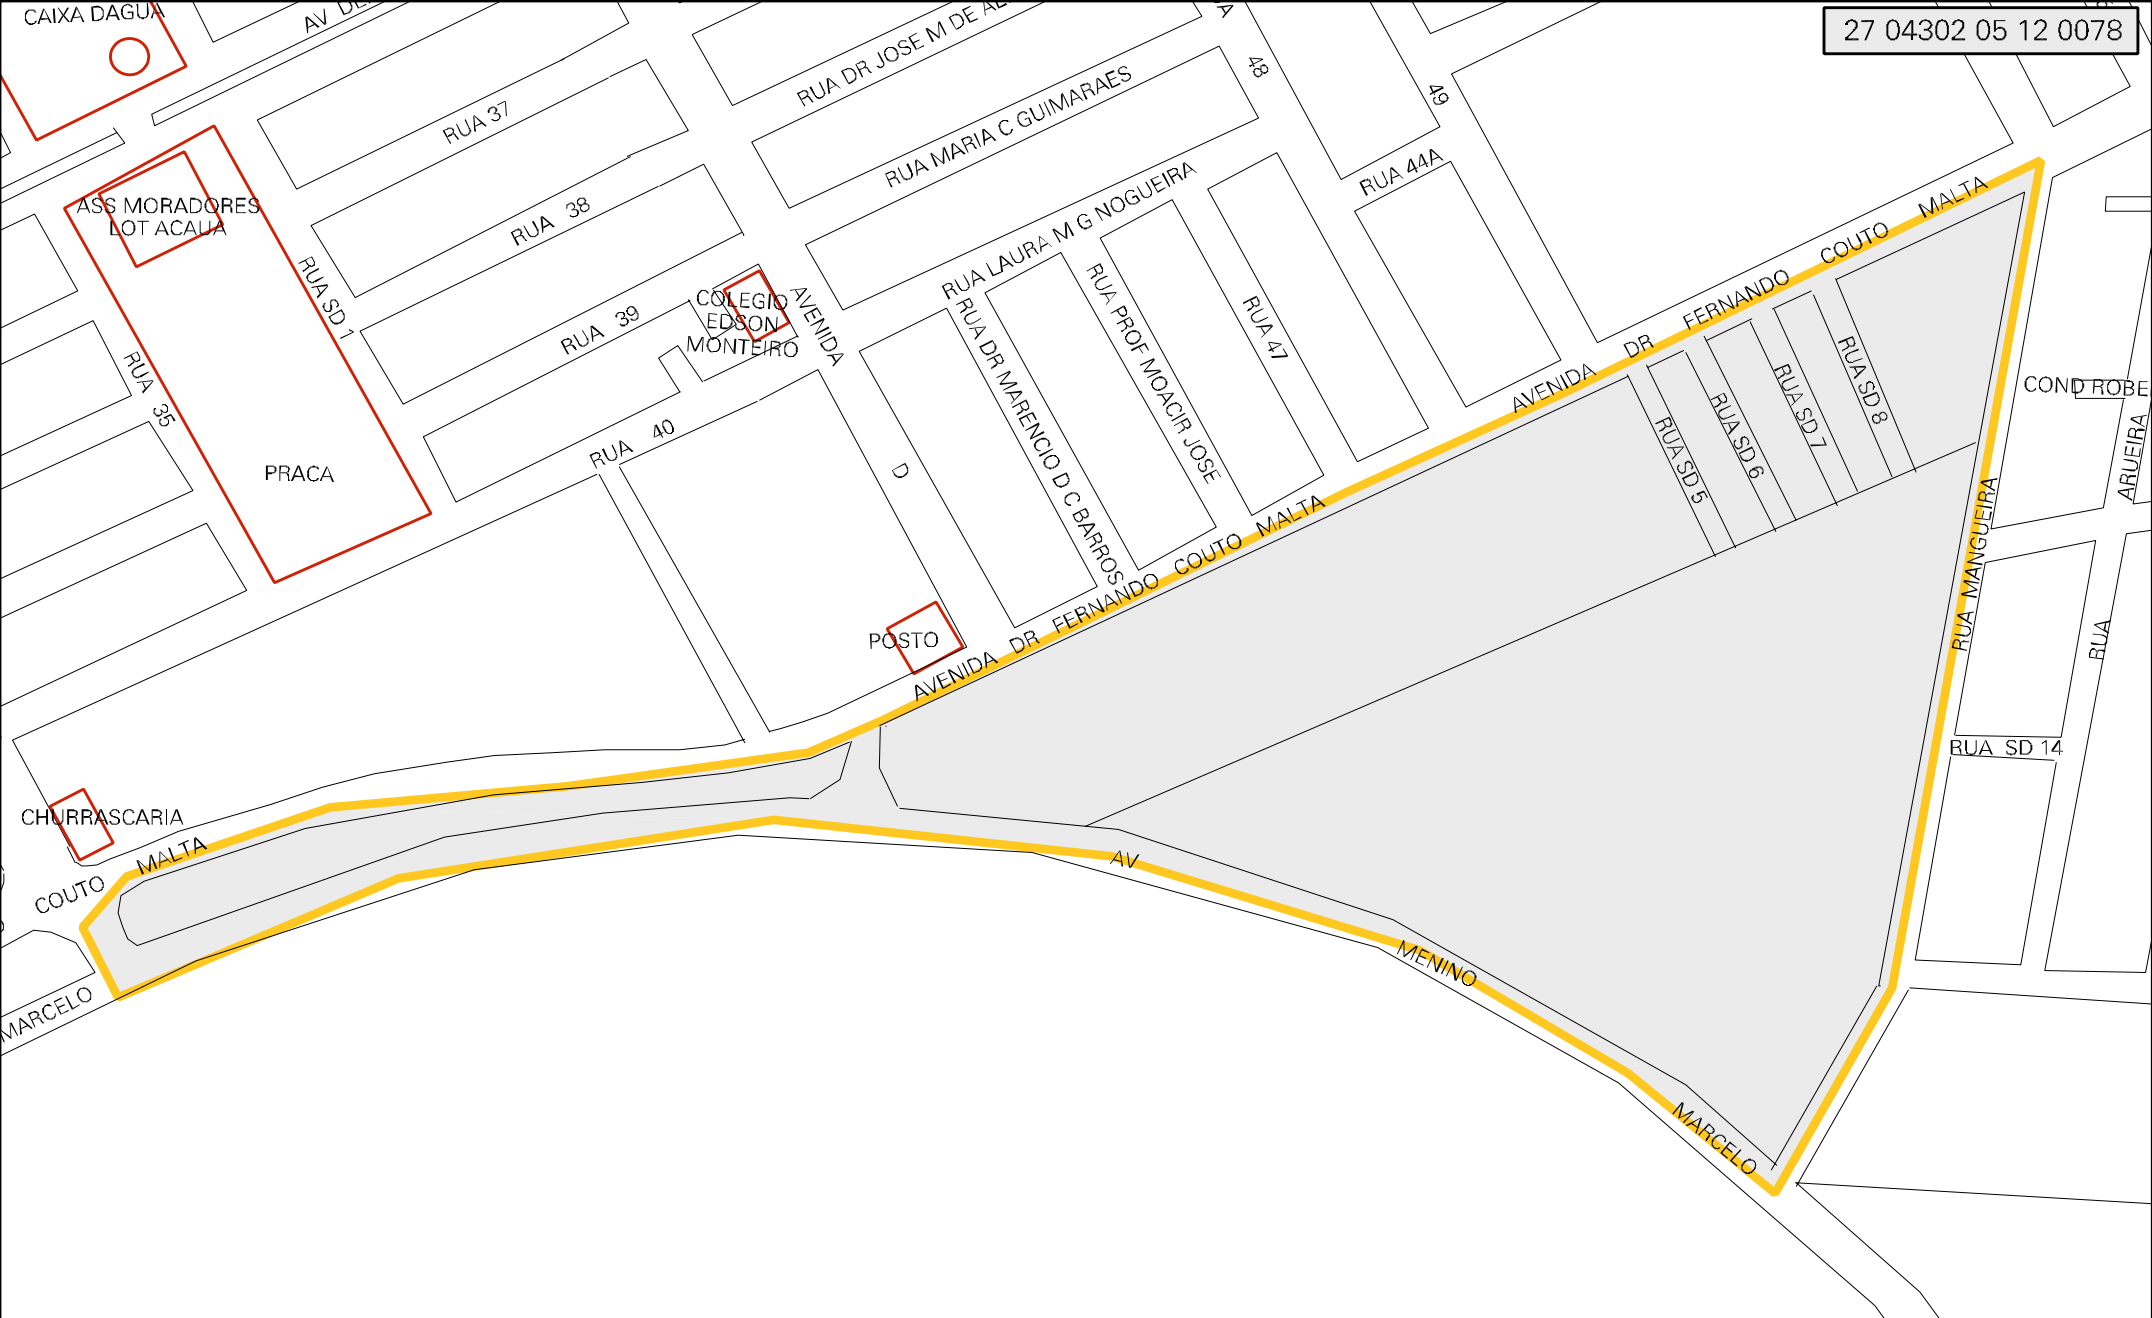 27 04302 05 12 0078
CAIXA DAGUA
RUA DR JOSE M DE
48
49
RUA 37
RUA MARIA C GUIMARAES
RUA 44A
ASS MORADORES
LOT ACAUA
RUA 38
RUA LAURA M G NOGUEIRA
AVENIDA DR FERNANDO COUTO MALTA
RUA SD 1
RUA 39
COLEGIO
EDSON
MONTEIRO
AVENIDA D
RUA DR MARENCIO D C BARROS
RUA PROF MOACIR JOSE
RUA 47
RUA 35
RUA 40
PRACA
RUA SD 5
RUA SD 6
RUA SD 7
RUA SD 8
COND ROBE
ARUEIRA
RUA
RUA MANGUEIRA
AVENIDA DR FERNANDO COUTO MALTA
POSTO
RUA SD 14
CHURRASCARIA
COUTO MALTA
MARCELO
AV MENINO MARCELO